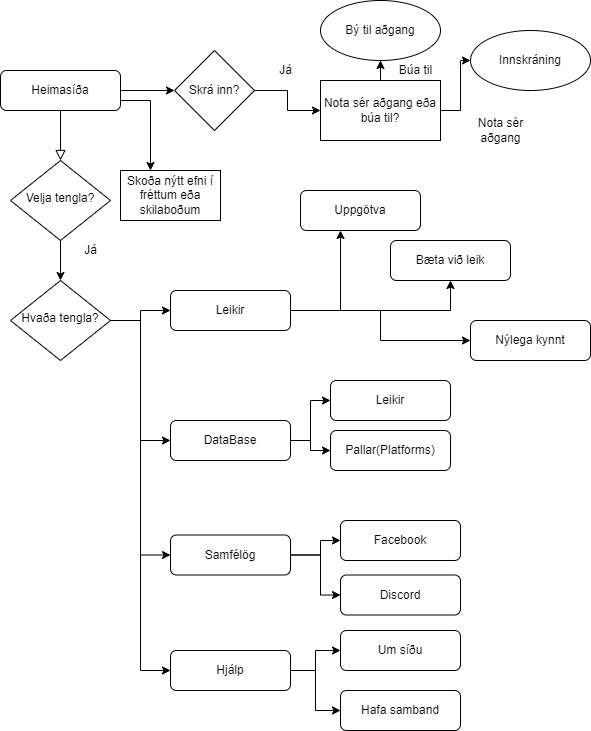 Bý til aðgang
Innskráning
Já
Búa til
Heimasíða
Skrá inn?
Nota sér aðgang eða
búa til?
Nota sér
aðgang
Velja tengla?
Skoða nýtt efni í
fréttum eða
skilaboðum
Já
Uppgötva
Bæta við leik
Hvaða tengla?
Leikir
Nýlega kynnt
Leikir
DataBase
Pallar(Platforms)
Facebook
Samfélög
Discord
Um síðu
Hjálp
Hafa samband